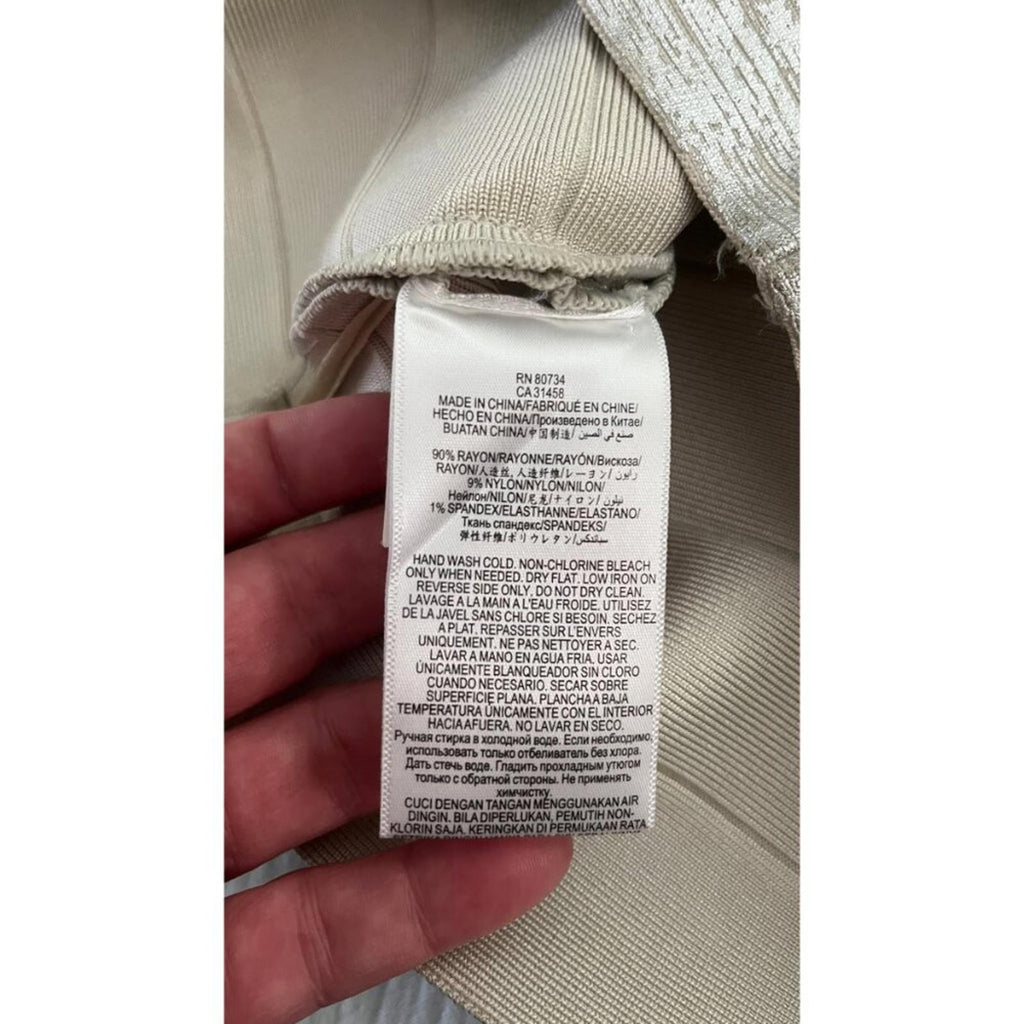 RN 80734
CA 31458
MADE IN CHINA/FABRIQUÉ EN CHINE/
HECHO EN CHINA/Произведено в Китае/
BUATAN CHINA/中国制造/ صنع في الصين
90% RAYON/RAYONNE/RAYÓN/Вискоза/
RAYON/人造丝, 人造纤维/レーヨン/ رايون
9% NYLON/NYLON/NILON/
Нейлон/NILON/尼龙/ナイロン/ نيلون
1% SPANDEX/ELASTHANNE/ELASTANO/
Ткань спандекс/SPANDEKS/
弹性纤维/ポリウレタン/ سباندكس
HAND WASH COLD. NON-CHLORINE BLEACH
ONLY WHEN NEEDED. DRY FLAT. LOW IRON ON
REVERSE SIDE ONLY. DO NOT DRY CLEAN.
LAVAGE A LA MAIN A L'EAU FROIDE. UTILISEZ
DE LA JAVEL SANS CHLORE SI BESOIN. SECHEZ
A PLAT. REPASSER SUR L'ENVERS
UNIQUEMENT. NE PAS NETTOYER A SEC.
LAVAR A MANO EN AGUA FRIA. USAR
ÚNICAMENTE BLANQUEADOR SIN CLORO
CUANDO NECESARIO. SECAR SOBRE
SUPERFICIE PLANA. PLANCHA A BAJA
TEMPERATURA ÚNICAMENTE CON EL INTERIOR
HACIA AFUERA. NO LAVAR EN SECO.
Ручная стирка в холодной воде. Если необходимо,
использовать только отбеливатель без хлора.
Дать стечь воде. Гладить прохладным утюгом
только с обратной стороны. Не применять
химчистку.
CUCI DENGAN TANGAN MENGGUNAKAN AIR
DINGIN. BILA DIPERLUKAN, PEMUTIH NON-
KLORIN SAJA. KERINGKAN DI PERMUKAAN RATA